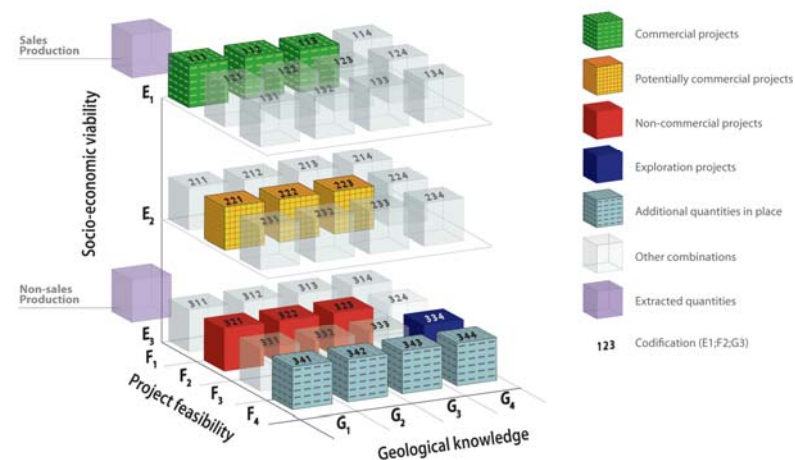 Sales
Production
Socio-economic viability
E1
E2
E3
Non-sales
Production
111
112
113
114
121
122
123
124
131
132
133
134
211
212
213
214
221
222
223
224
231
232
233
234
311
312
313
314
321
322
323
324
331
332
333
334
341
342
343
344
F1
F2
F3
F4
Project feasibility
G1
G2
G3
G4
Geological knowledge
Commercial projects
Potentially commercial projects
Non-commercial projects
Exploration projects
Additional quantities in place
Other combinations
Extracted quantities
123 Codification (E1;F2;G3)